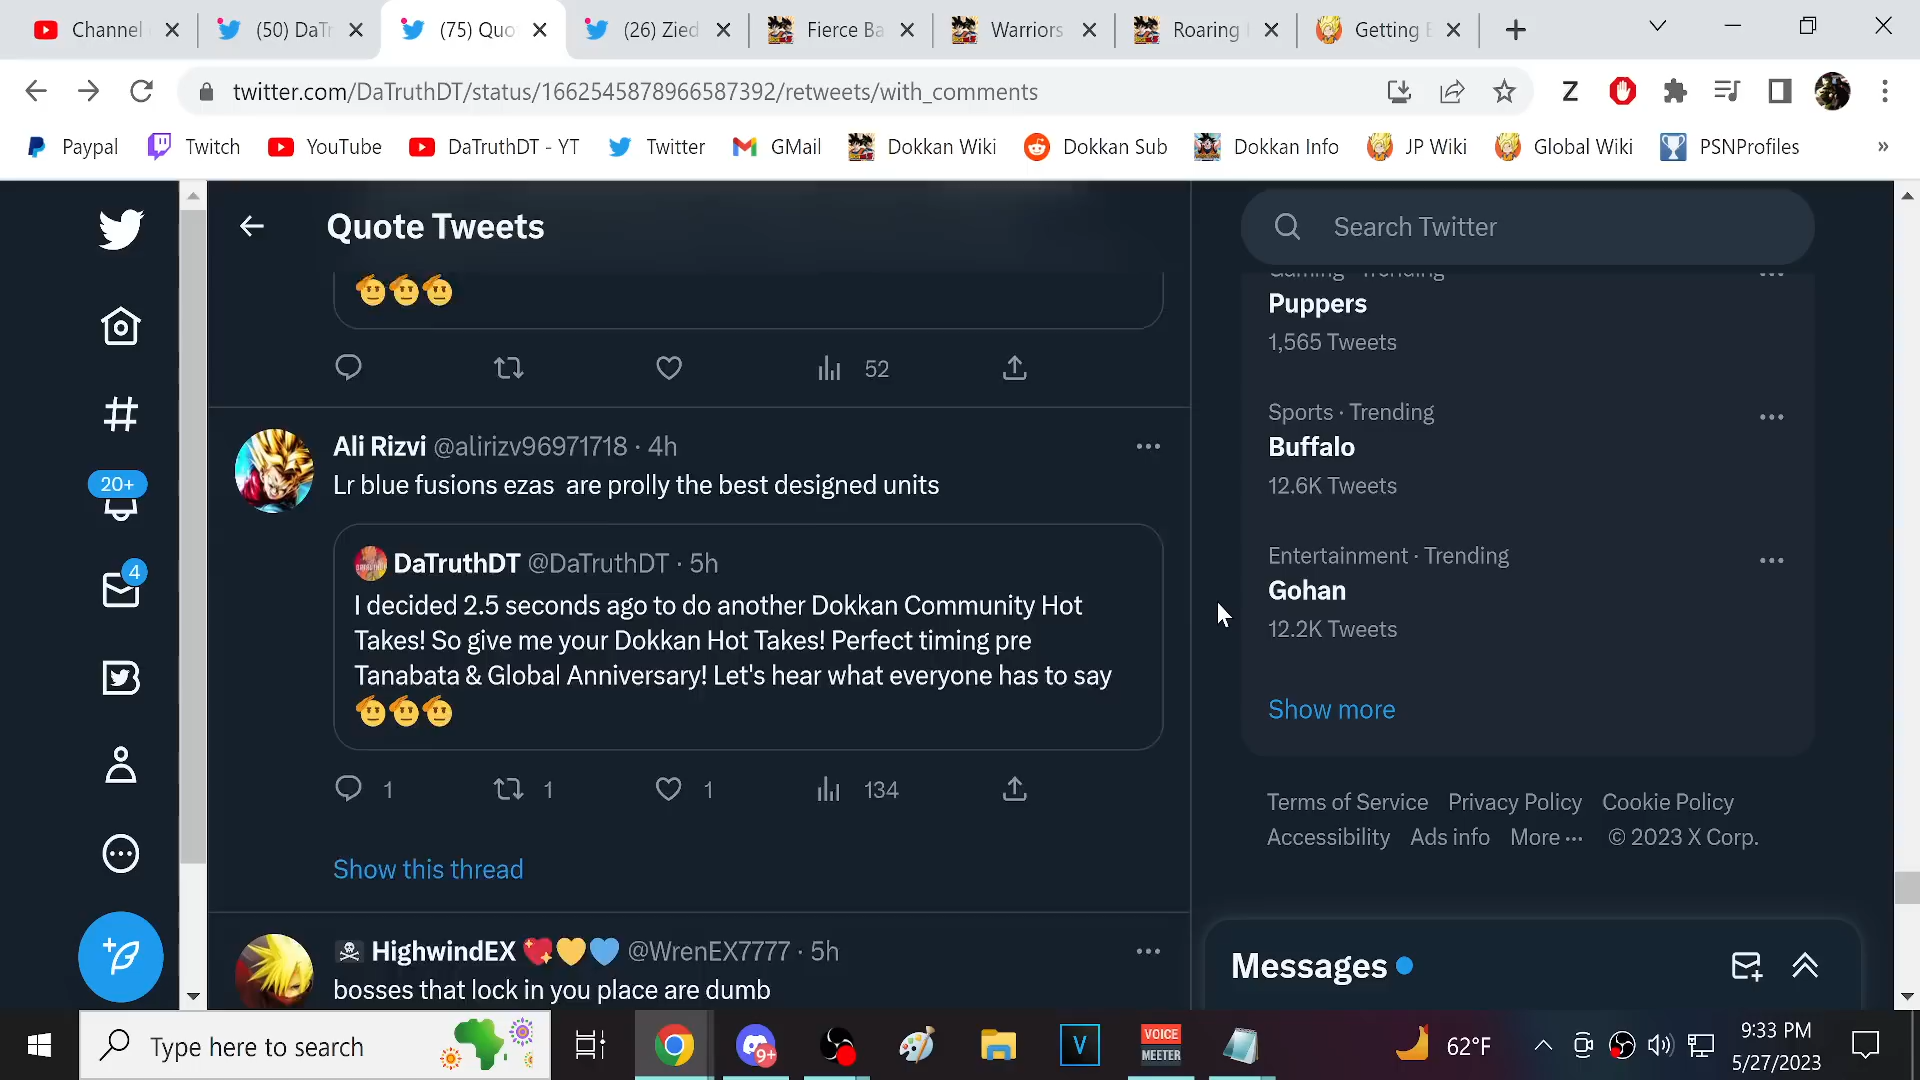 Channel
(50) DaTr
(75) Quo
(26) Zied
Fierce Ba
Warriors
Roaring
Getting
twitter.com/DaTruthDT/status/1662545878966587392/retweets/with_comments
Paypal
Twitch
YouTube
DaTruthDT - YT
Twitter
GMail
Dokkan Wiki
Dokkan Sub
Dokkan Info
JP Wiki
Global Wiki
PSNProfiles
»
Quote Tweets
Search Twitter
52
Ali Rizvi @alirizv96971718 · 4h
Lr blue fusions ezas are prolly the best designed units
DaTruthDT @DaTruthDT · 5h
I decided 2.5 seconds ago to do another Dokkan Community Hot
Takes! So give me your Dokkan Hot Takes! Perfect timing pre
Tanabata & Global Anniversary! Let's hear what everyone has to say
1
1
1
134
Show this thread
HighwindEX @WrenEX7777 · 5h
bosses that lock in you place are dumb
20+
4
Gaming · Trending
Puppers
1,565 Tweets
Sports · Trending
Buffalo
12.6K Tweets
Entertainment · Trending
Gohan
12.2K Tweets
Show more
Terms of Service Privacy Policy Cookie Policy
Accessibility Ads info More ··· © 2023 X Corp.
Messages
Type here to search
9+
V
VOICE
MEETER
62°F
9:33 PM
5/27/2023